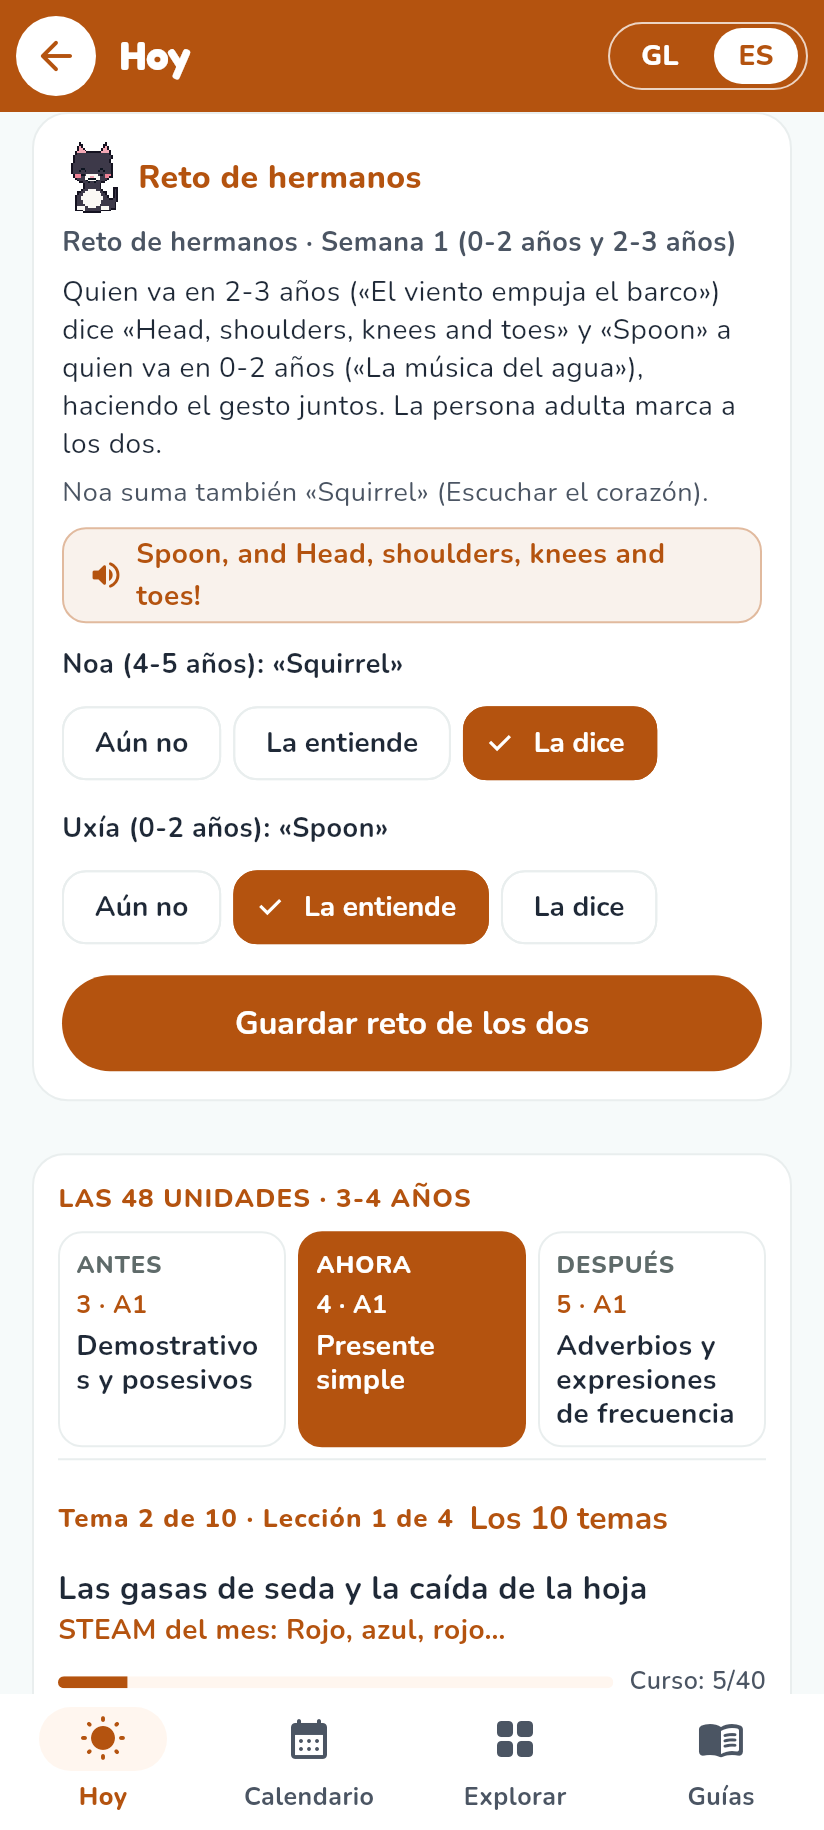 Hoy
GL
ES
Reto de hermanos
Reto de hermanos · Semana 1 (0-2 años y 2-3 años)
Quien va en 2-3 años («El viento empuja el barco»)
dice «Head, shoulders, knees and toes» y «Spoon» a
quien va en 0-2 años («La música del agua»),
haciendo el gesto juntos. La persona adulta marca a
los dos.
Noa suma también «Squirrel» (Escuchar el corazón).
Spoon, and Head, shoulders, knees and
toes!
Noa (4-5 años): «Squirrel»
Aún no
La entiende
La dice
Uxía (0-2 años): «Spoon»
Aún no
La entiende
La dice
Guardar reto de los dos
LAS 48 UNIDADES · 3-4 AÑOS
ANTES
3 · A1
Demostrativo
s y posesivos
AHORA
4 · A1
Presente
simple
DESPUÉS
5 · A1
Adverbios y
expresiones
de frecuencia
Tema 2 de 10 · Lección 1 de 4 Los 10 temas
Las gasas de seda y la caída de la hoja
STEAM del mes: Rojo, azul, rojo...
Curso: 5/40
Hoy
Calendario
Explorar
Guías